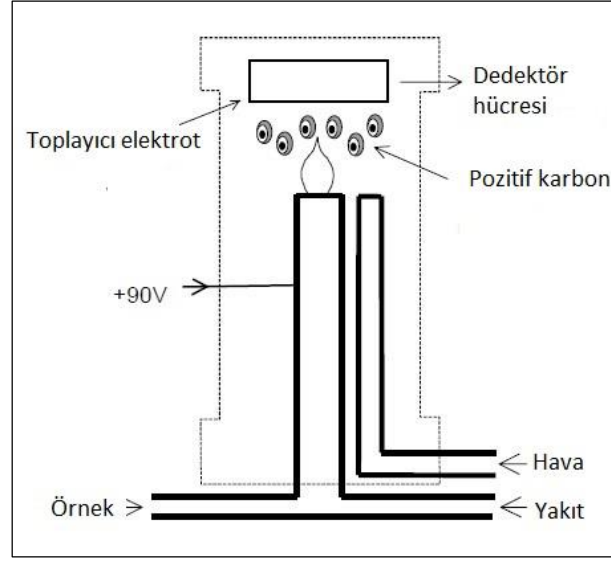 Dedektör
hücresi
Toplayıcı elektrot
Pozitif karbon
+90V
Hava
Örnek
Yakıt